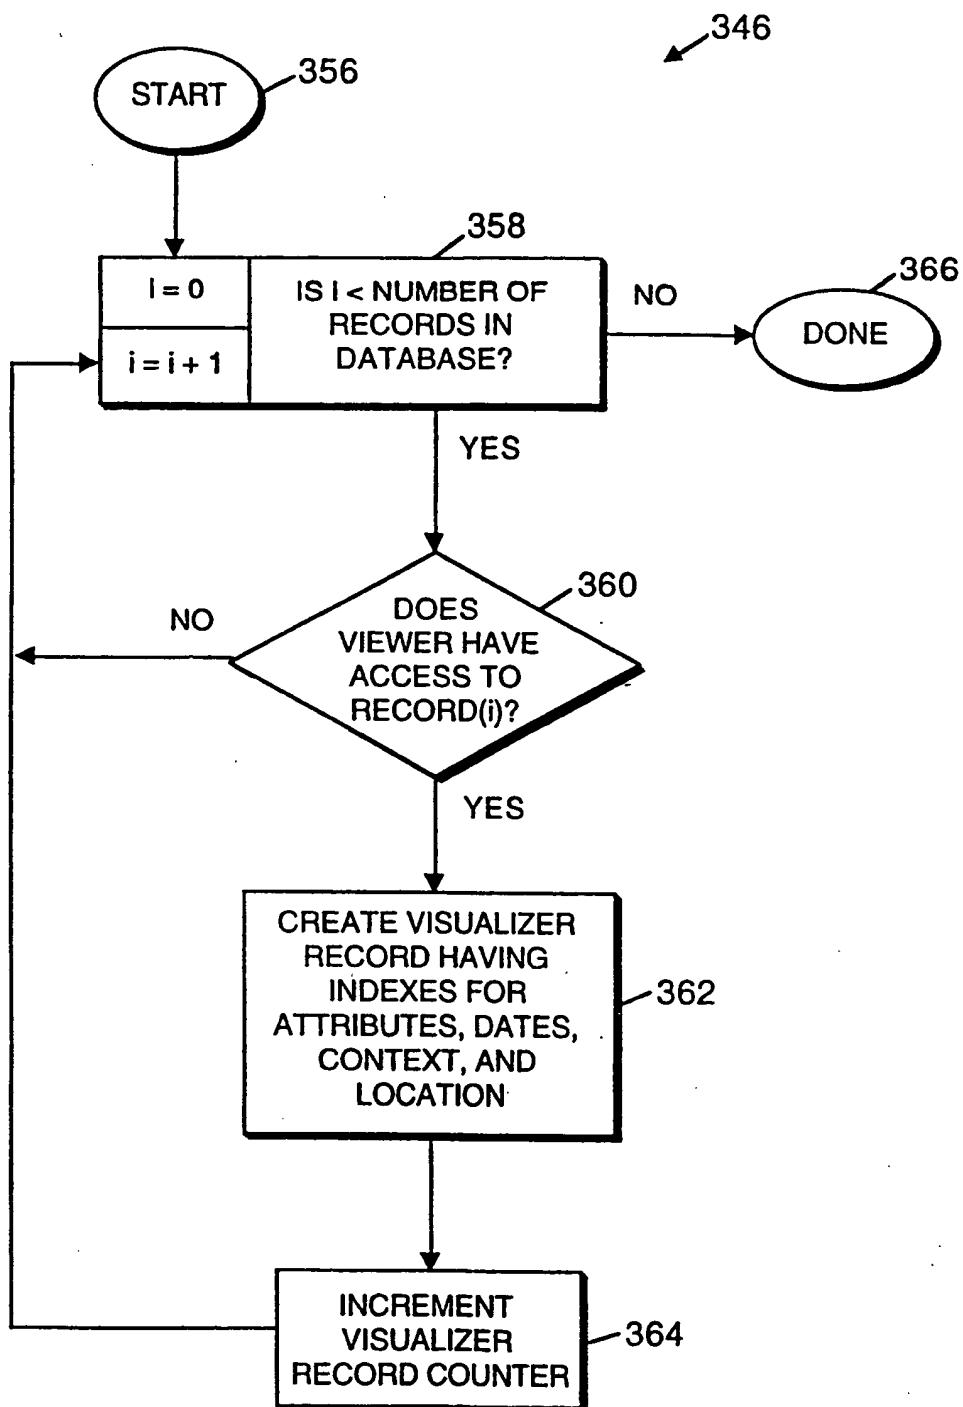 346
START
356
358
i = 0
IS i < NUMBER OF
RECORDS IN
DATABASE?
i = i + 1
NO
366
DONE
YES
360
DOES
VIEWER HAVE
ACCESS TO
RECORD(i)?
NO
YES
CREATE VISUALIZER
RECORD HAVING
INDEXES FOR
ATTRIBUTES, DATES,
CONTEXT, AND
LOCATION
362
INCREMENT
VISUALIZER
RECORD COUNTER
364